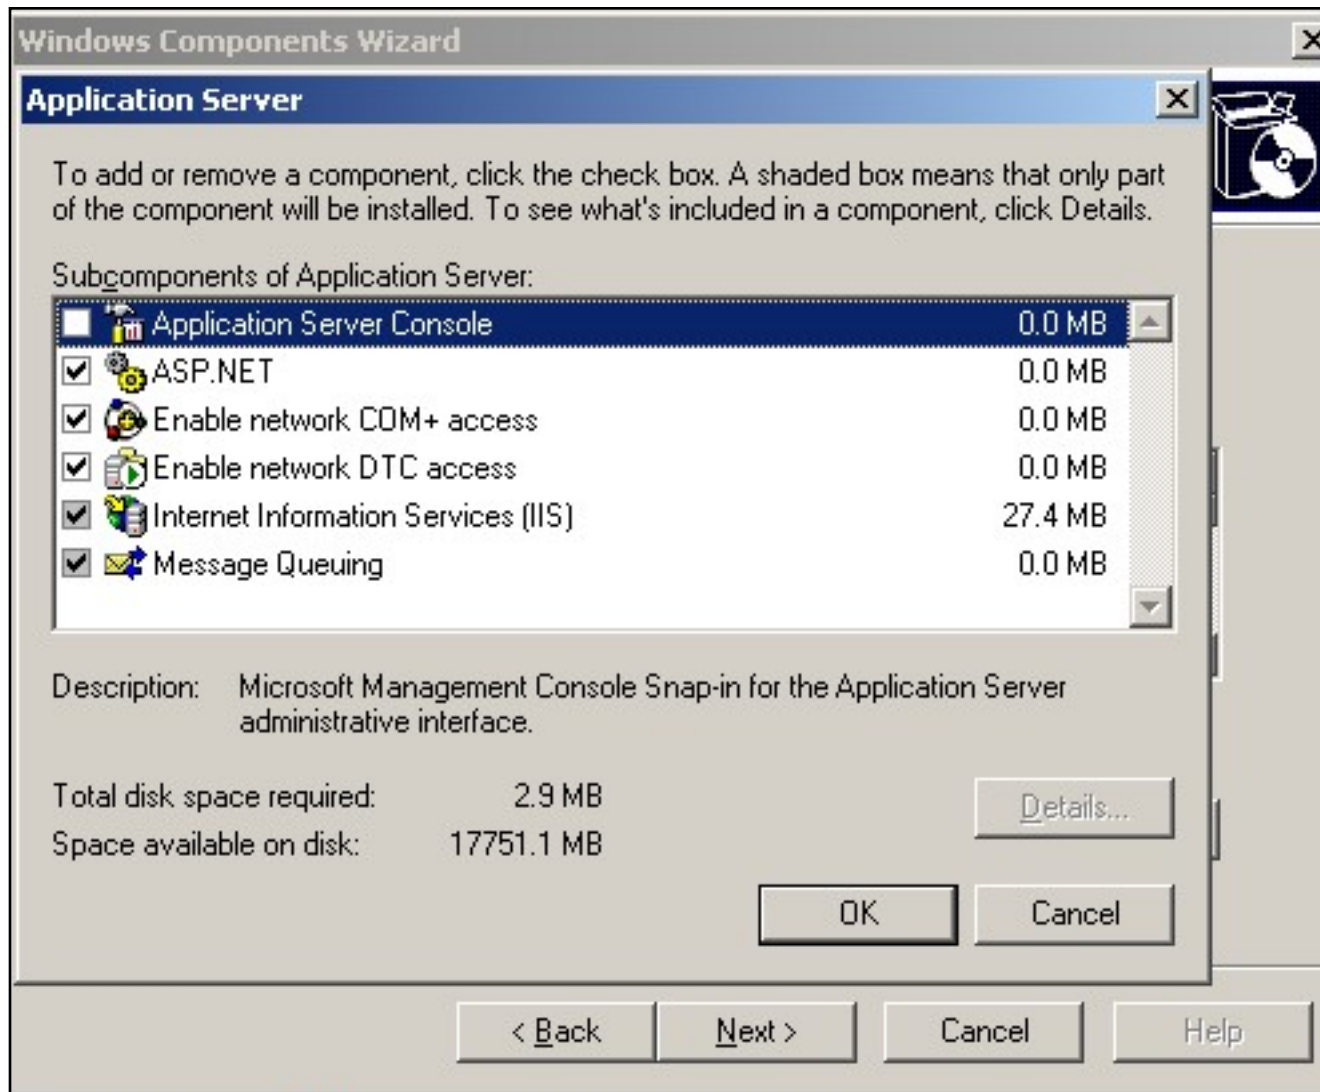 Windows Components Wizard
Application Server
To add or remove a component, click the check box. A shaded box means that only part
of the component will be installed. To see what's included in a component, click Details.
Subcomponents of Application Server:
Application Server Console 0.0 MB
ASP.NET 0.0 MB
Enable network COM+ access 0.0 MB
Enable network DTC access 0.0 MB
Internet Information Services (IIS) 27.4 MB
Message Queuing 0.0 MB
Description: Microsoft Management Console Snap-in for the Application Server
administrative interface.
Total disk space required: 2.9 MB
Details...
Space available on disk: 17751.1 MB
OK Cancel
< Back Next > Cancel Help